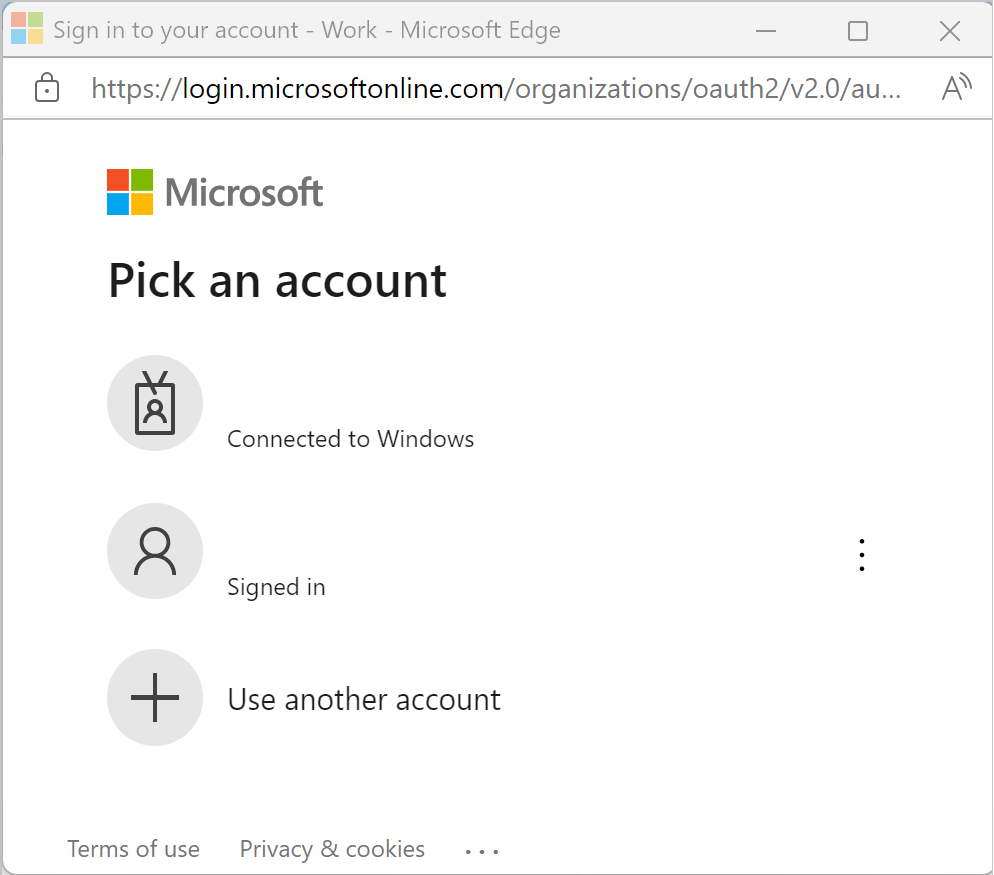 Sign in to your account - Work - Microsoft Edge
https://login.microsoftonline.com/organizations/oauth2/v2.0/au...
Microsoft
Pick an account
Connected to Windows
Signed in
Use another account
Terms of use Privacy & cookies ...